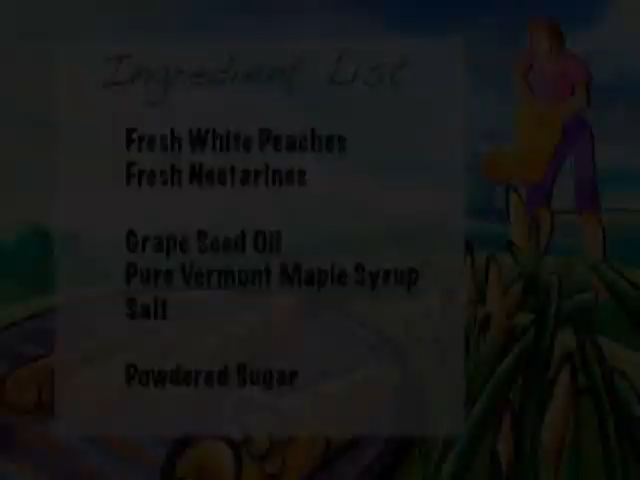 Ingredient List
Fresh White Peaches
Fresh Nectarines
Grape Seed Oil
Pure Vermont Maple Syrup
Salt
Powdered Sugar